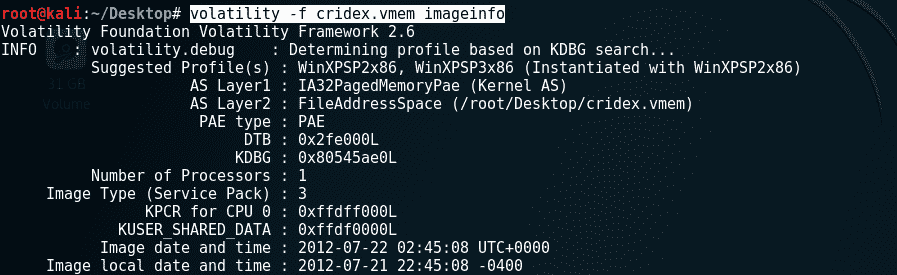 root@kali:~/Desktop# volatility -f cridex.vmem imageinfo
Volatility Foundation Volatility Framework 2.6
INFO    : volatility.debug    : Determining profile based on KDBG search...
Suggested Profile(s) : WinXPSP2x86, WinXPSP3x86 (Instantiated with WinXPSP2x86)
AS Layer1 : IA32PagedMemoryPae (Kernel AS)
AS Layer2 : FileAddressSpace (/root/Desktop/cridex.vmem)
PAE type : PAE
DTB : 0x2fe000L
KDBG : 0x80545ae0L
Number of Processors : 1
Image Type (Service Pack) : 3
KPCR for CPU 0 : 0xffdff000L
KUSER_SHARED_DATA : 0xffdf0000L
Image date and time : 2012-07-22 02:45:08 UTC+0000
Image local date and time : 2012-07-21 22:45:08 -0400
31 GB
Volume